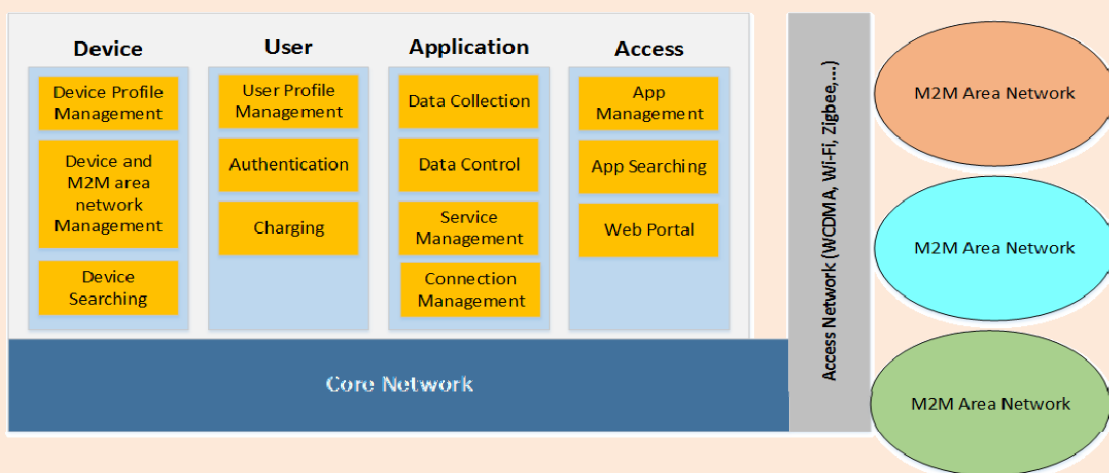 Device
Device Profile
Management
Device and
M2M area
network
Management
Device
Searching
User
User Profile
Management
Authentication
Charging
Application
Data Collection
Data Control
Service
Management
Connection
Management
Access
App
Management
App Searching
Web Portal
Core Network
Access Network (WCDMA, Wi-Fi, Zigbee,...)
M2M Area Network
M2M Area Network
M2M Area Network